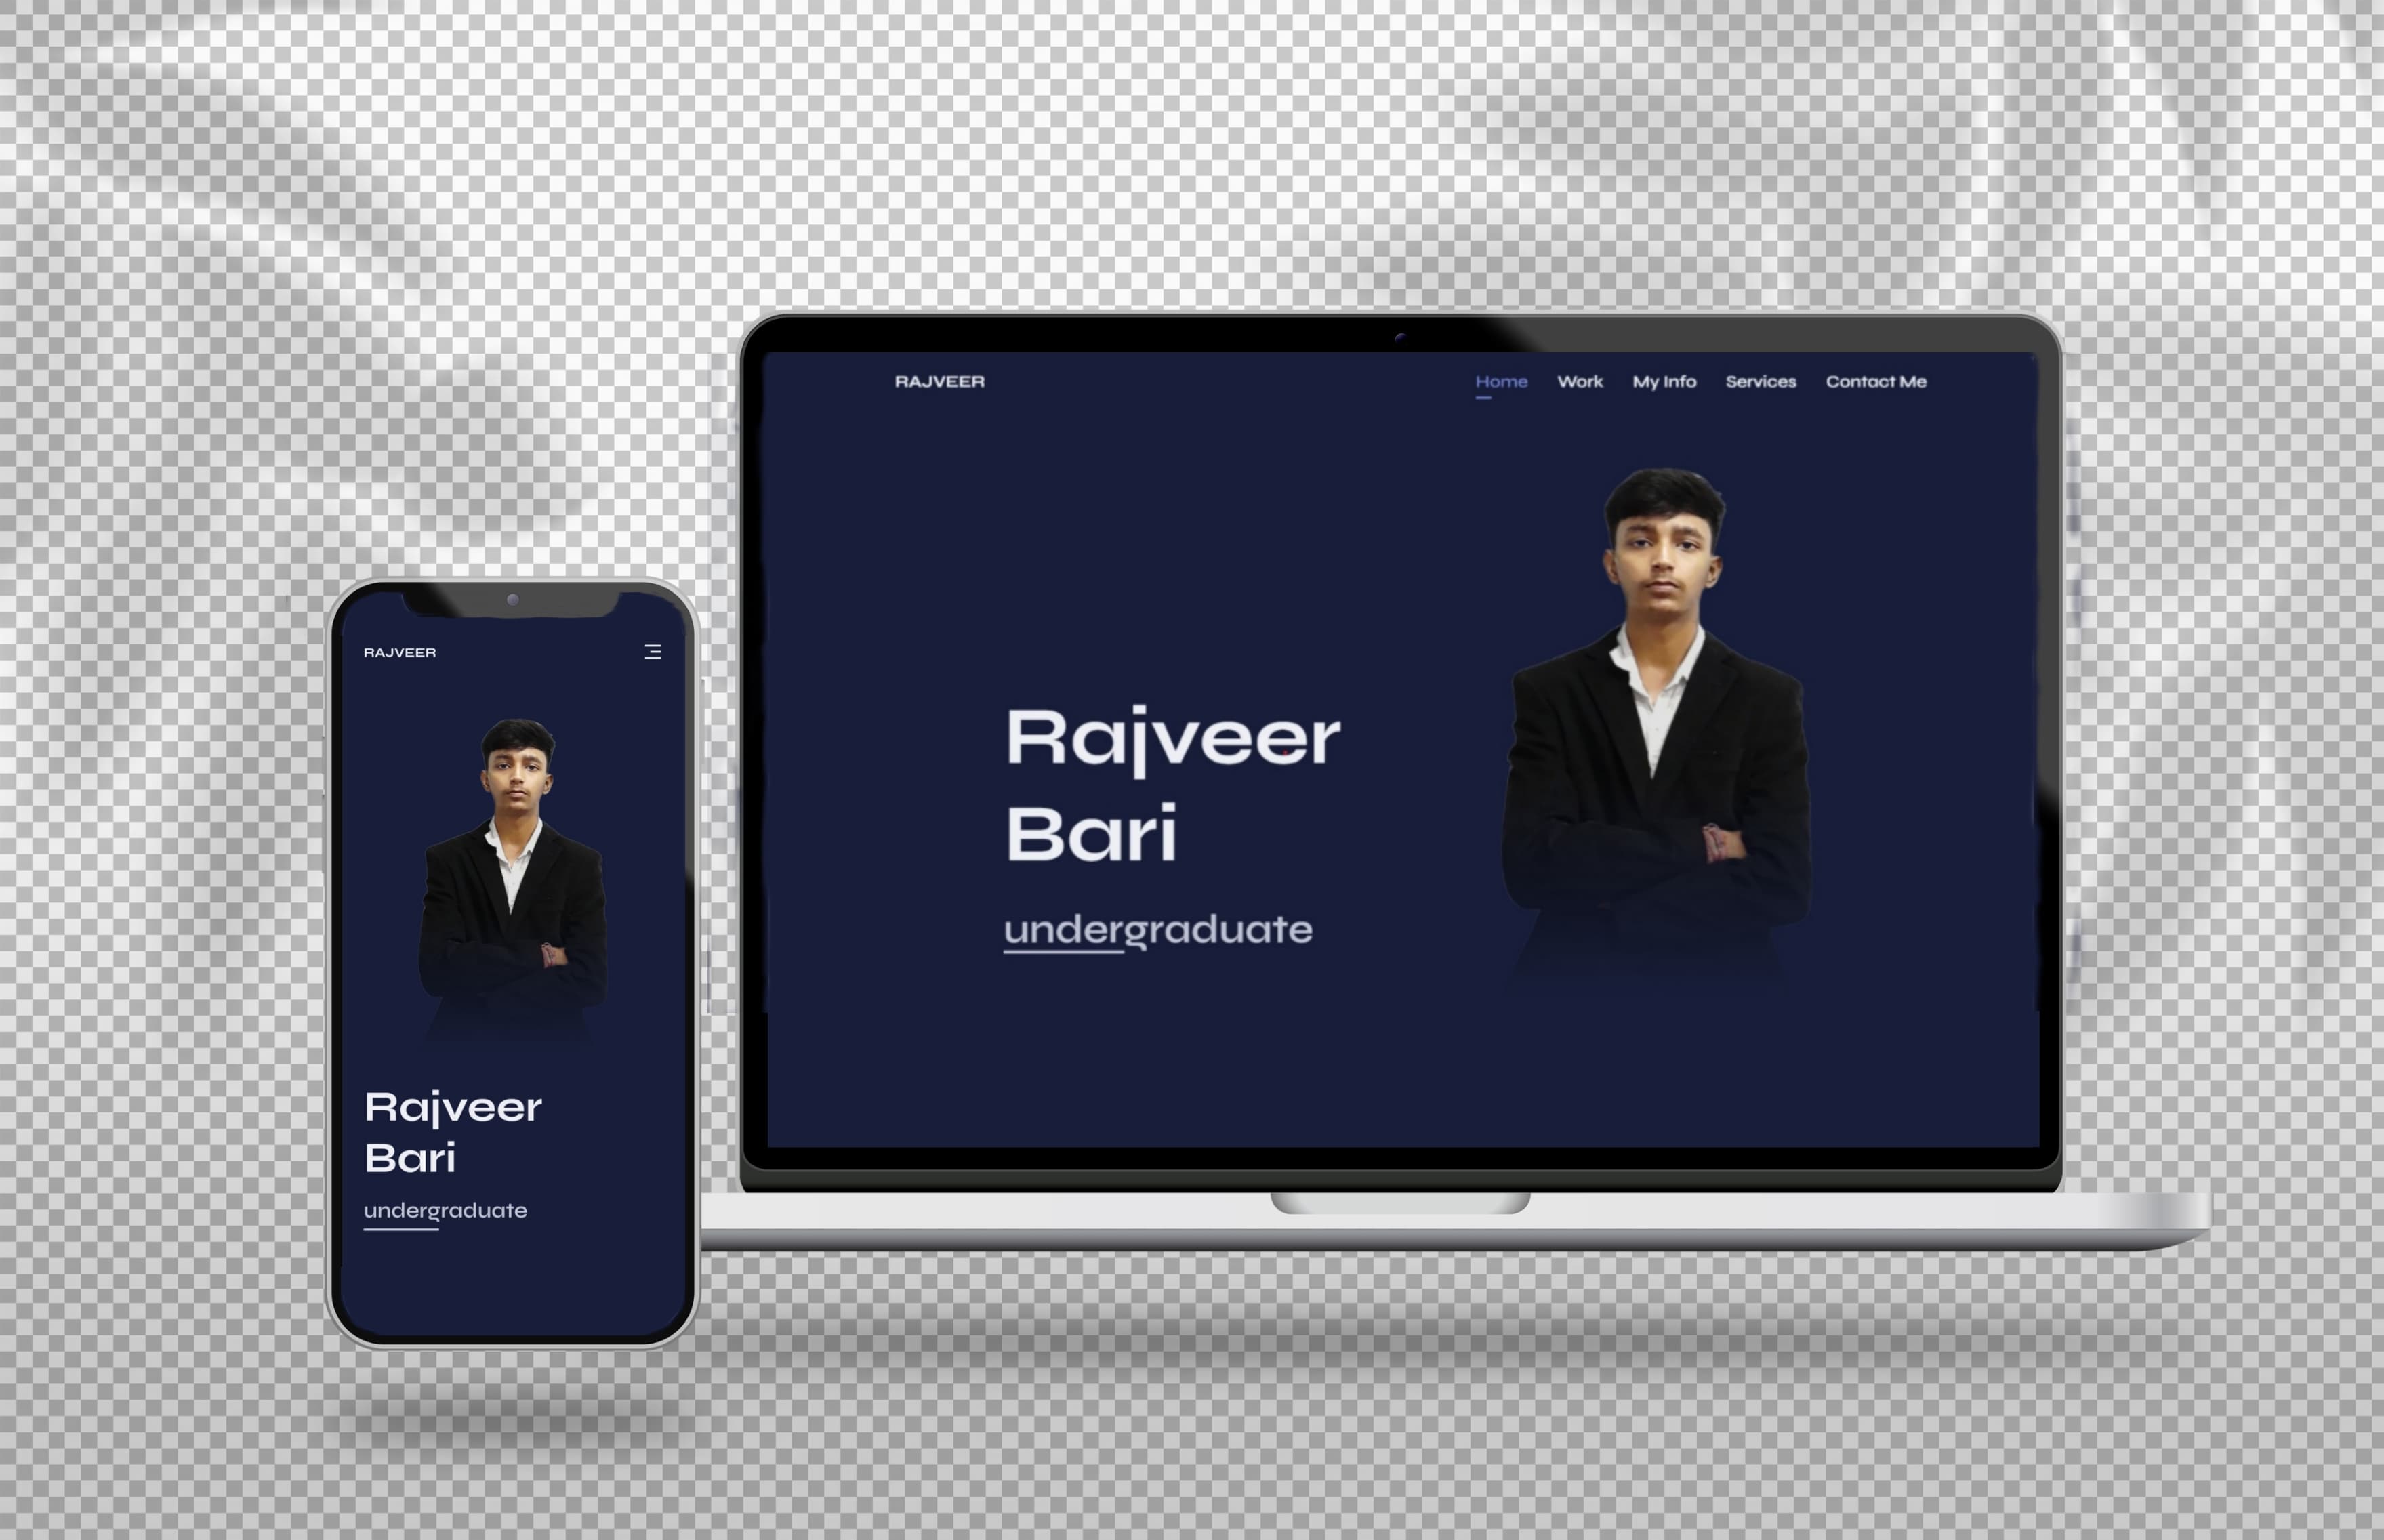 RAJVEER
Home Work My Info Services Contact Me
Rajveer
Bari
undergraduate
RAJVEER
Rajveer
Bari
undergraduate